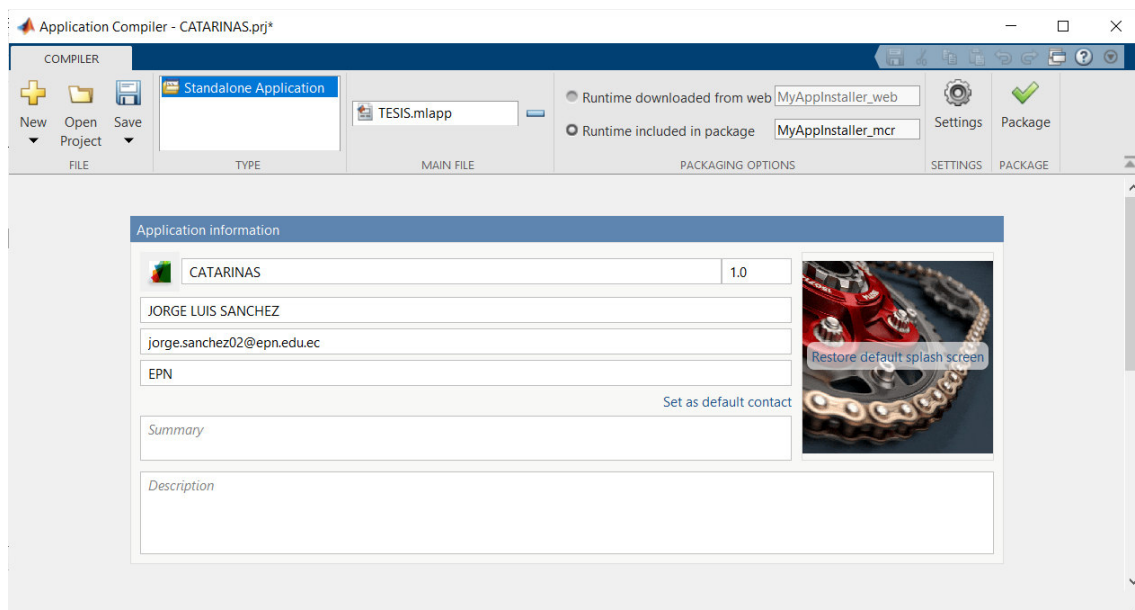 Application Compiler - CATARINAS.prj*
COMPILER
New
Open Project
Save
FILE
Standalone Application
TYPE
TESIS.mlapp
MAIN FILE
Runtime downloaded from web MyAppInstaller_web
Runtime included in package MyAppInstaller_mcr
PACKAGING OPTIONS
Settings
SETTINGS
Package
PACKAGE
Application information
CATARINAS 1.0
JORGE LUIS SANCHEZ
jorge.sanchez02@epn.edu.ec
EPN
Restore default splash screen
Set as default contact
Summary
Description